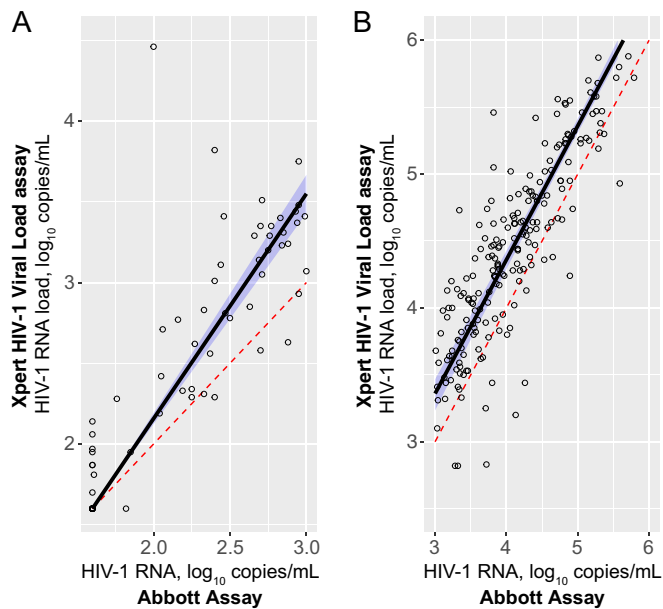 A
B
Xpert HIV-1 Viral Load assay
HIV-1 RNA load, log₁₀ copies/mL
4
3
2
2.0 2.5 3.0
HIV-1 RNA, log₁₀ copies/mL
Abbott Assay
Xpert HIV-1 Viral Load assay
HIV-1 RNA load, log₁₀ copies/mL
6
5
4
3
3 4 5 6
HIV-1 RNA, log₁₀ copies/mL
Abbott Assay